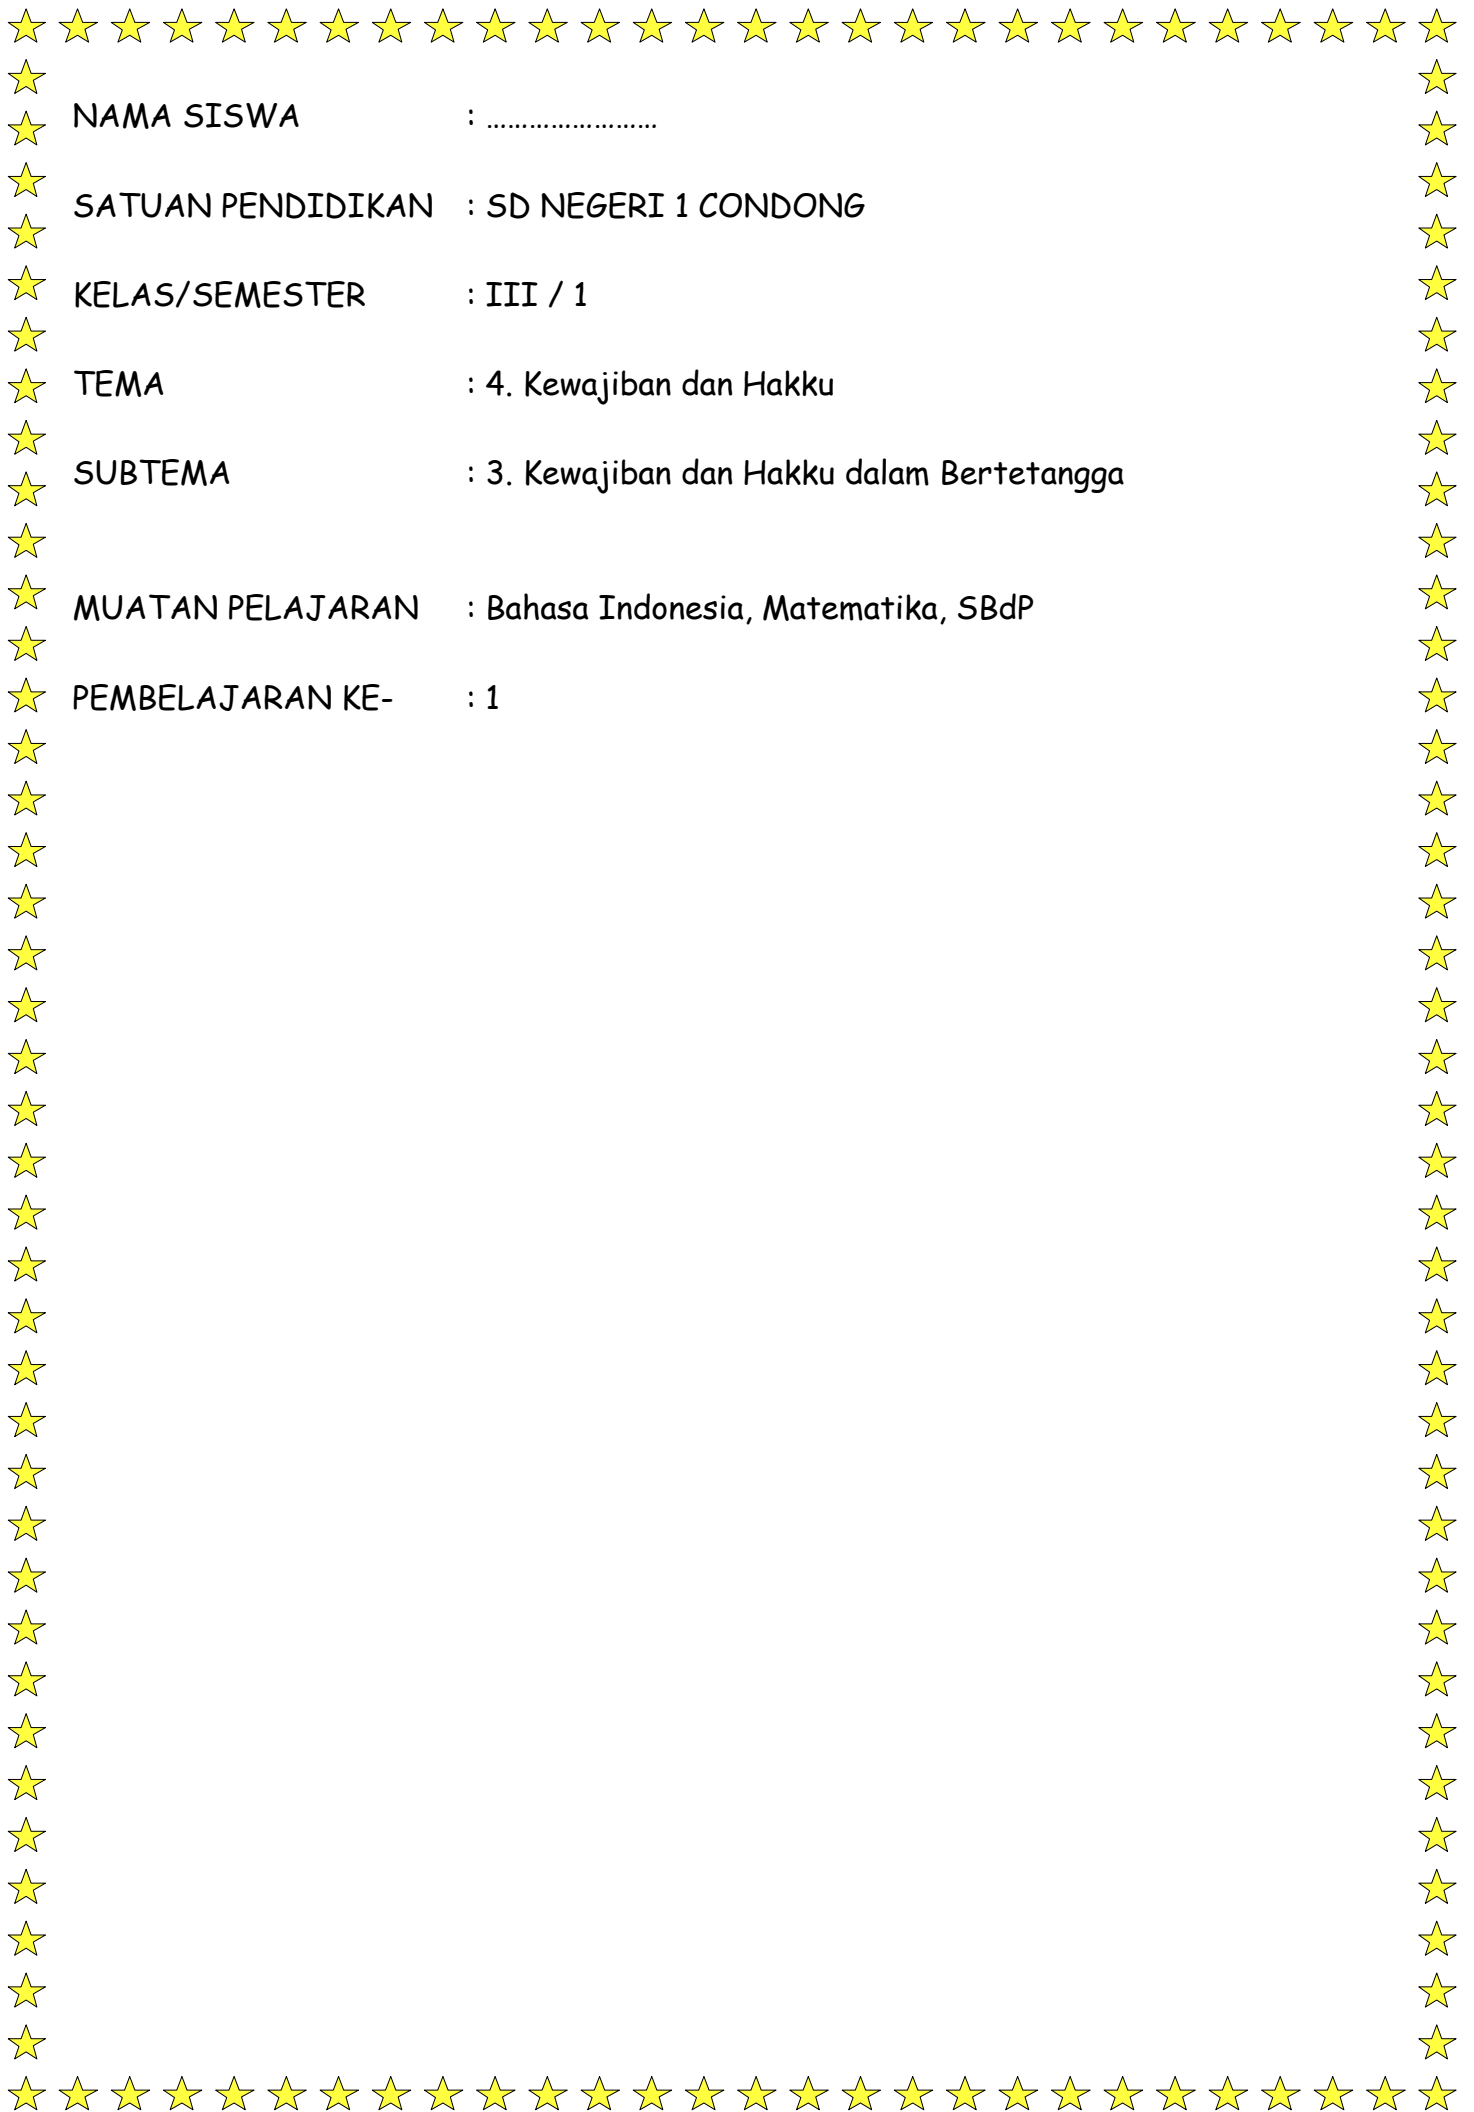 NAMA SISWA : ........................
SATUAN PENDIDIKAN : SD NEGERI 1 CONDONG
KELAS/SEMESTER : III / 1
TEMA : 4. Kewajiban dan Hakku
SUBTEMA : 3. Kewajiban dan Hakku dalam Bertetangga
MUATAN PELAJARAN : Bahasa Indonesia, Matematika, SBdP
PEMBELAJARAN KE- : 1